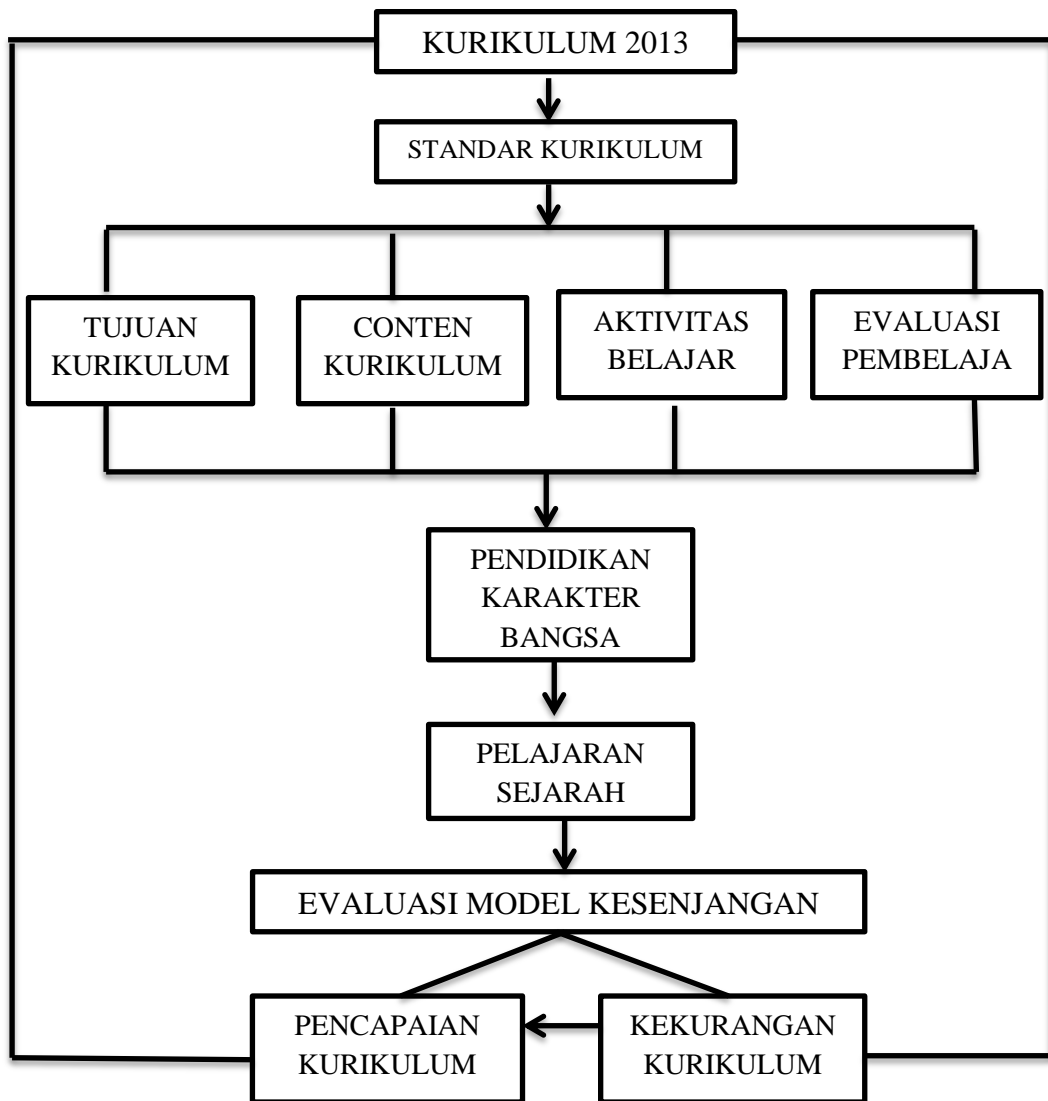 KURIKULUM 2013
STANDAR KURIKULUM
TUJUAN
KURIKULUM
CONTEN
KURIKULUM
AKTIVITAS
BELAJAR
EVALUASI
PEMBELAJA
PENDIDIKAN
KARAKTER
BANGSA
PELAJARAN
SEJARAH
EVALUASI MODEL KESENJANGAN
PENCAPAIAN
KURIKULUM
KEKURANGAN
KURIKULUM